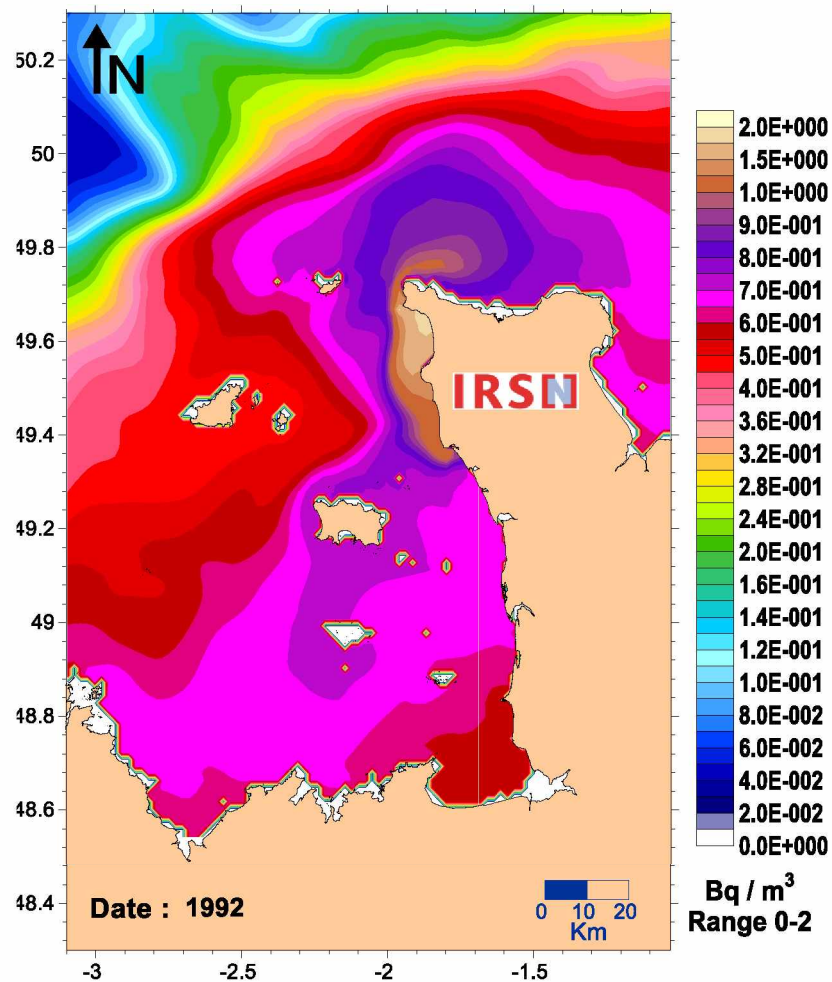 N
50.2
50
49.8
49.6
49.4
49.2
49
48.8
48.6
48.4
-3
-2.5
-2
-1.5
IRSN
Date : 1992
0 10 20
Km
2.0E+000
1.5E+000
1.0E+000
9.0E-001
8.0E-001
7.0E-001
6.0E-001
5.0E-001
4.0E-001
3.6E-001
3.2E-001
2.8E-001
2.4E-001
2.0E-001
1.6E-001
1.2E-001
1.0E-001
8.0E-002
6.0E-002
4.0E-002
2.0E-002
0.0E+000
Bq / m³
Range 0-2